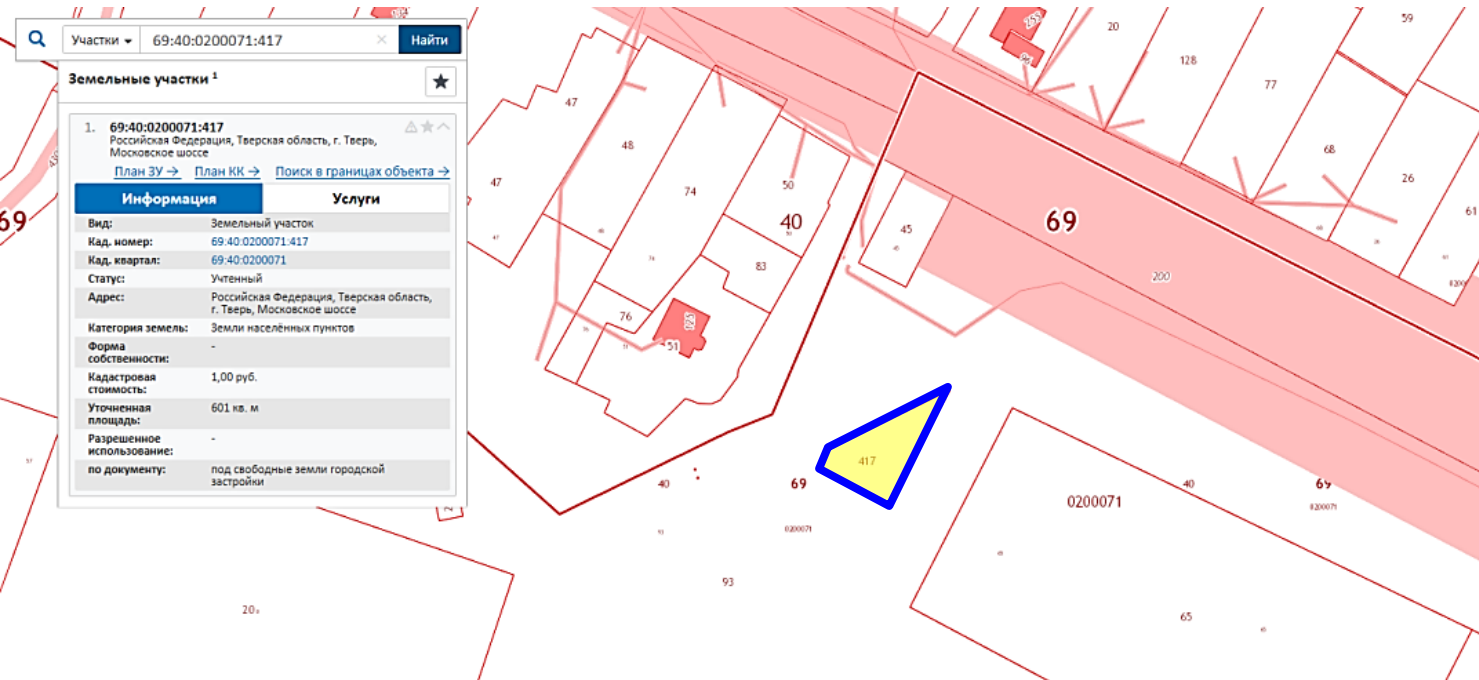 Участки
69:40:0200071:417
Найти
Земельные участки 1
1.
69:40:0200071:417
Российская Федерация, Тверская область, г. Тверь,
Московское шоссе
План ЗУ →
План КК →
Поиск в границах объекта →
Информация
Услуги
Вид:
Земельный участок
Кад. номер:
69:40:0200071:417
Кад. квартал:
69:40:0200071
Статус:
Учтенный
Адрес:
Российская Федерация, Тверская область,
г. Тверь, Московское шоссе
Категория земель:
Земли населённых пунктов
Форма
собственности:
-
Кадастровая
стоимость:
1,00 руб.
Уточненная
площадь:
601 кв. м
Разрешенное
использование:
-
по документу:
под свободные земли городской
застройки
69
47
48
47
74
50
40
83
76
51
125
45
69
200
20
59
128
77
68
26
61
417
40
69
0200071
93
0200071
40
69
0200071
65
20